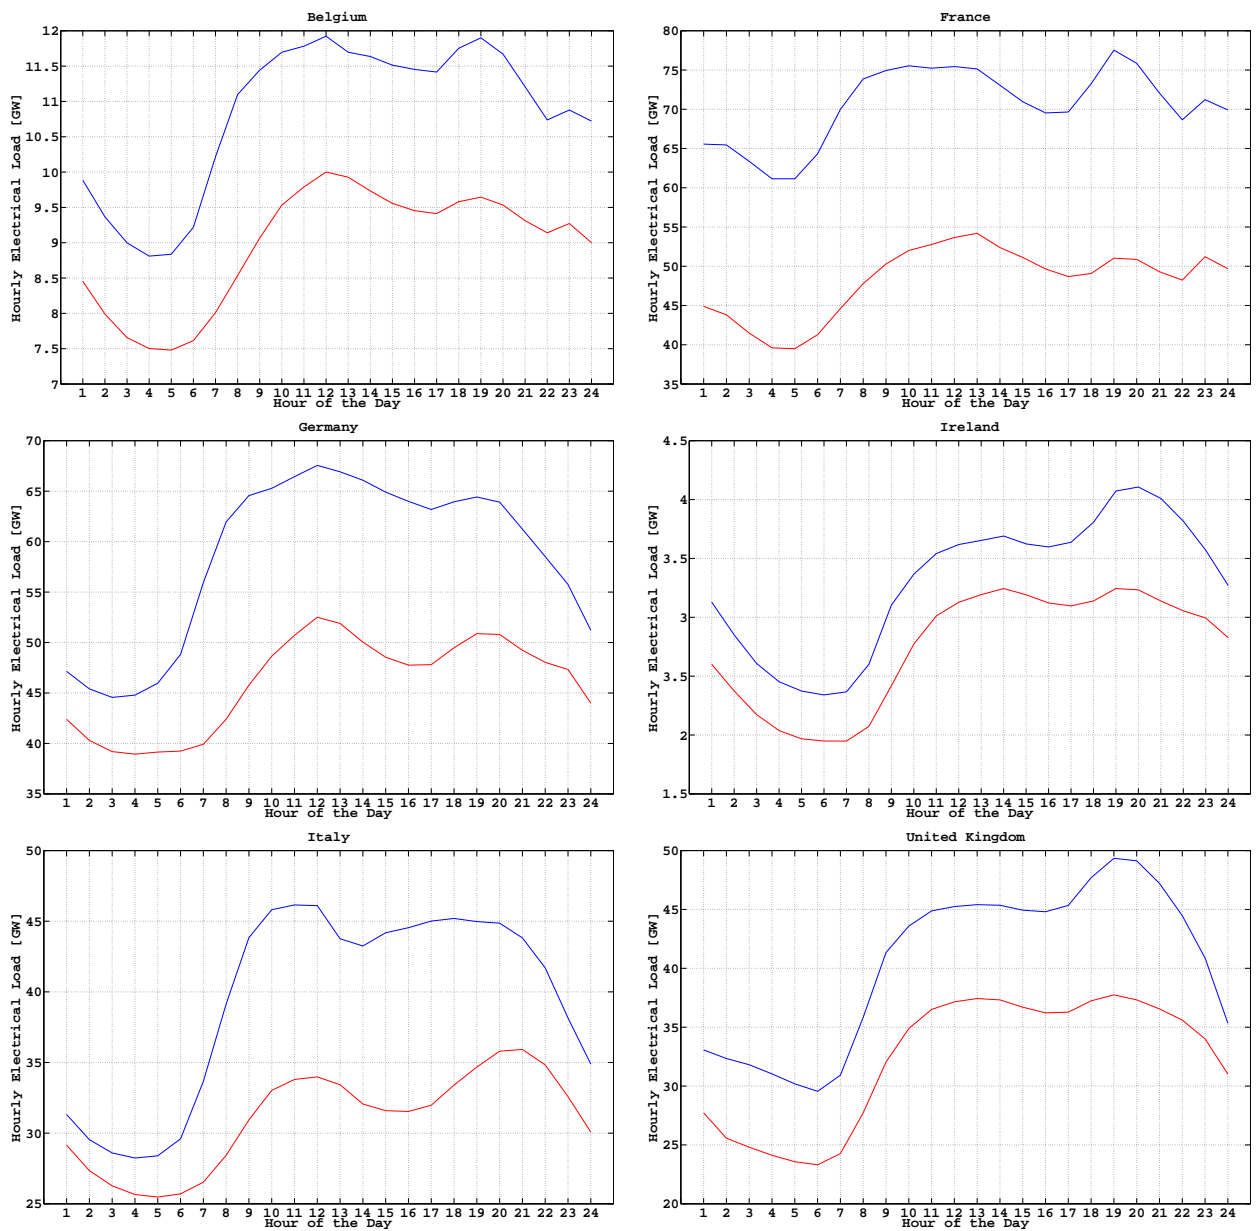 Belgium
Hourly Electrical Load [GW]
12
11.5
11
10.5
10
9.5
9
8.5
8
7.5
7
1 2 3 4 5 6 7 8 9 10 11 12 13 14 15 16 17 18 19 20 21 22 23 24
Hour of the Day
France
Hourly Electrical Load [GW]
80
75
70
65
60
55
50
45
40
35
1 2 3 4 5 6 7 8 9 10 11 12 13 14 15 16 17 18 19 20 21 22 23 24
Hour of the Day
Germany
Hourly Electrical Load [GW]
70
65
60
55
50
45
40
35
1 2 3 4 5 6 7 8 9 10 11 12 13 14 15 16 17 18 19 20 21 22 23 24
Hour of the Day
Ireland
Hourly Electrical Load [GW]
4.5
4
3.5
3
3.5
2
1.5
1 2 3 4 5 6 7 8 9 10 11 12 13 14 15 16 17 18 19 20 21 22 23 24
Hour of the Day
Italy
Hourly Electrical Load [GW]
50
45
40
35
30
25
1 2 3 4 5 6 7 8 9 10 11 12 13 14 15 16 17 18 19 20 21 22 23 24
Hour of the Day
United Kingdom
Hourly Electrical Load [GW]
50
45
40
35
30
25
20
1 2 3 4 5 6 7 8 9 10 11 12 13 14 15 16 17 18 19 20 21 22 23 24
Hour of the Day